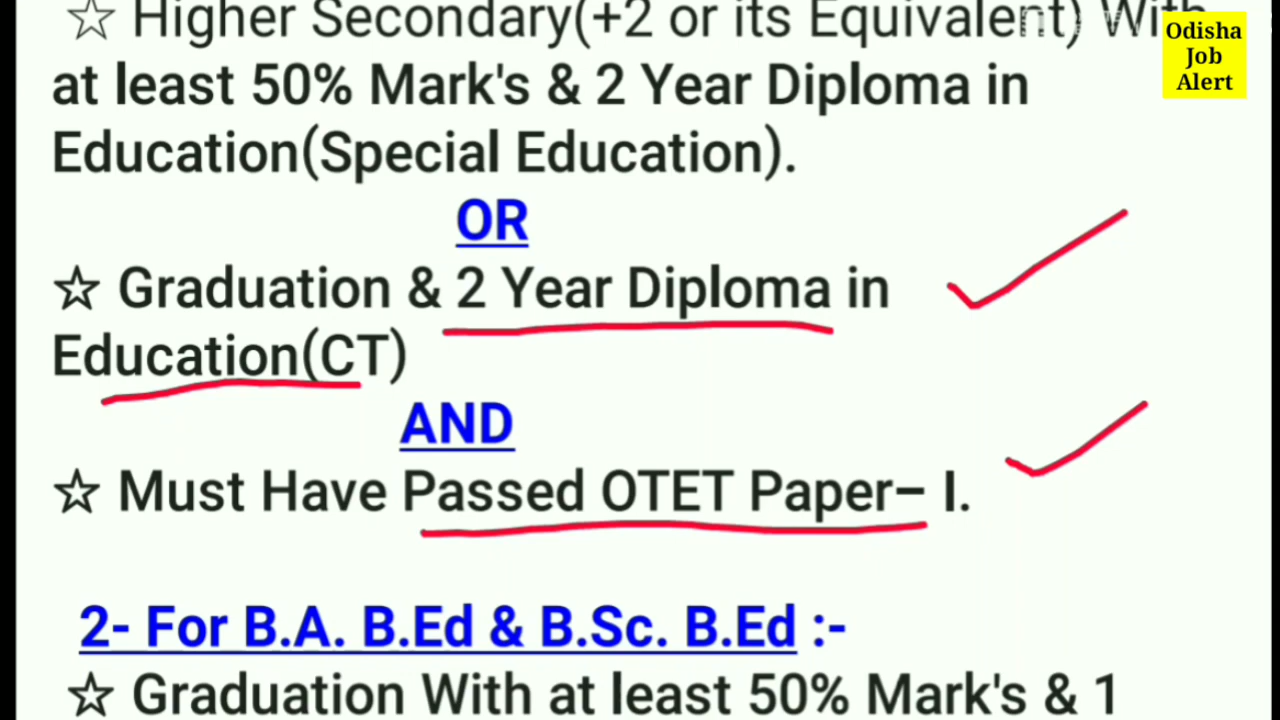 ☆ Higher Secondary(+2 or its Equivalent) With
at least 50% Mark's & 2 Year Diploma in
Education(Special Education).
OR
☆ Graduation & 2 Year Diploma in
Education(CT)
AND
☆ Must Have Passed OTET Paper– I.
2- For B.A. B.Ed & B.Sc. B.Ed :-
☆ Graduation With at least 50% Mark's & 1
Odisha
Job
Alert